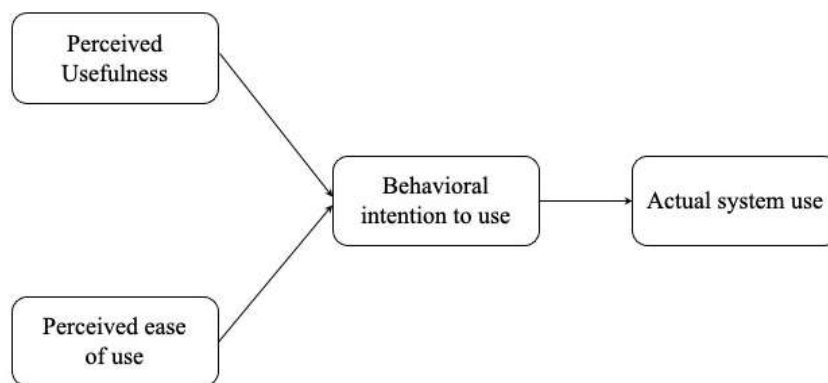 Perceived
Usefulness
Behavioral
intention to use
Actual system use
Perceived ease
of use